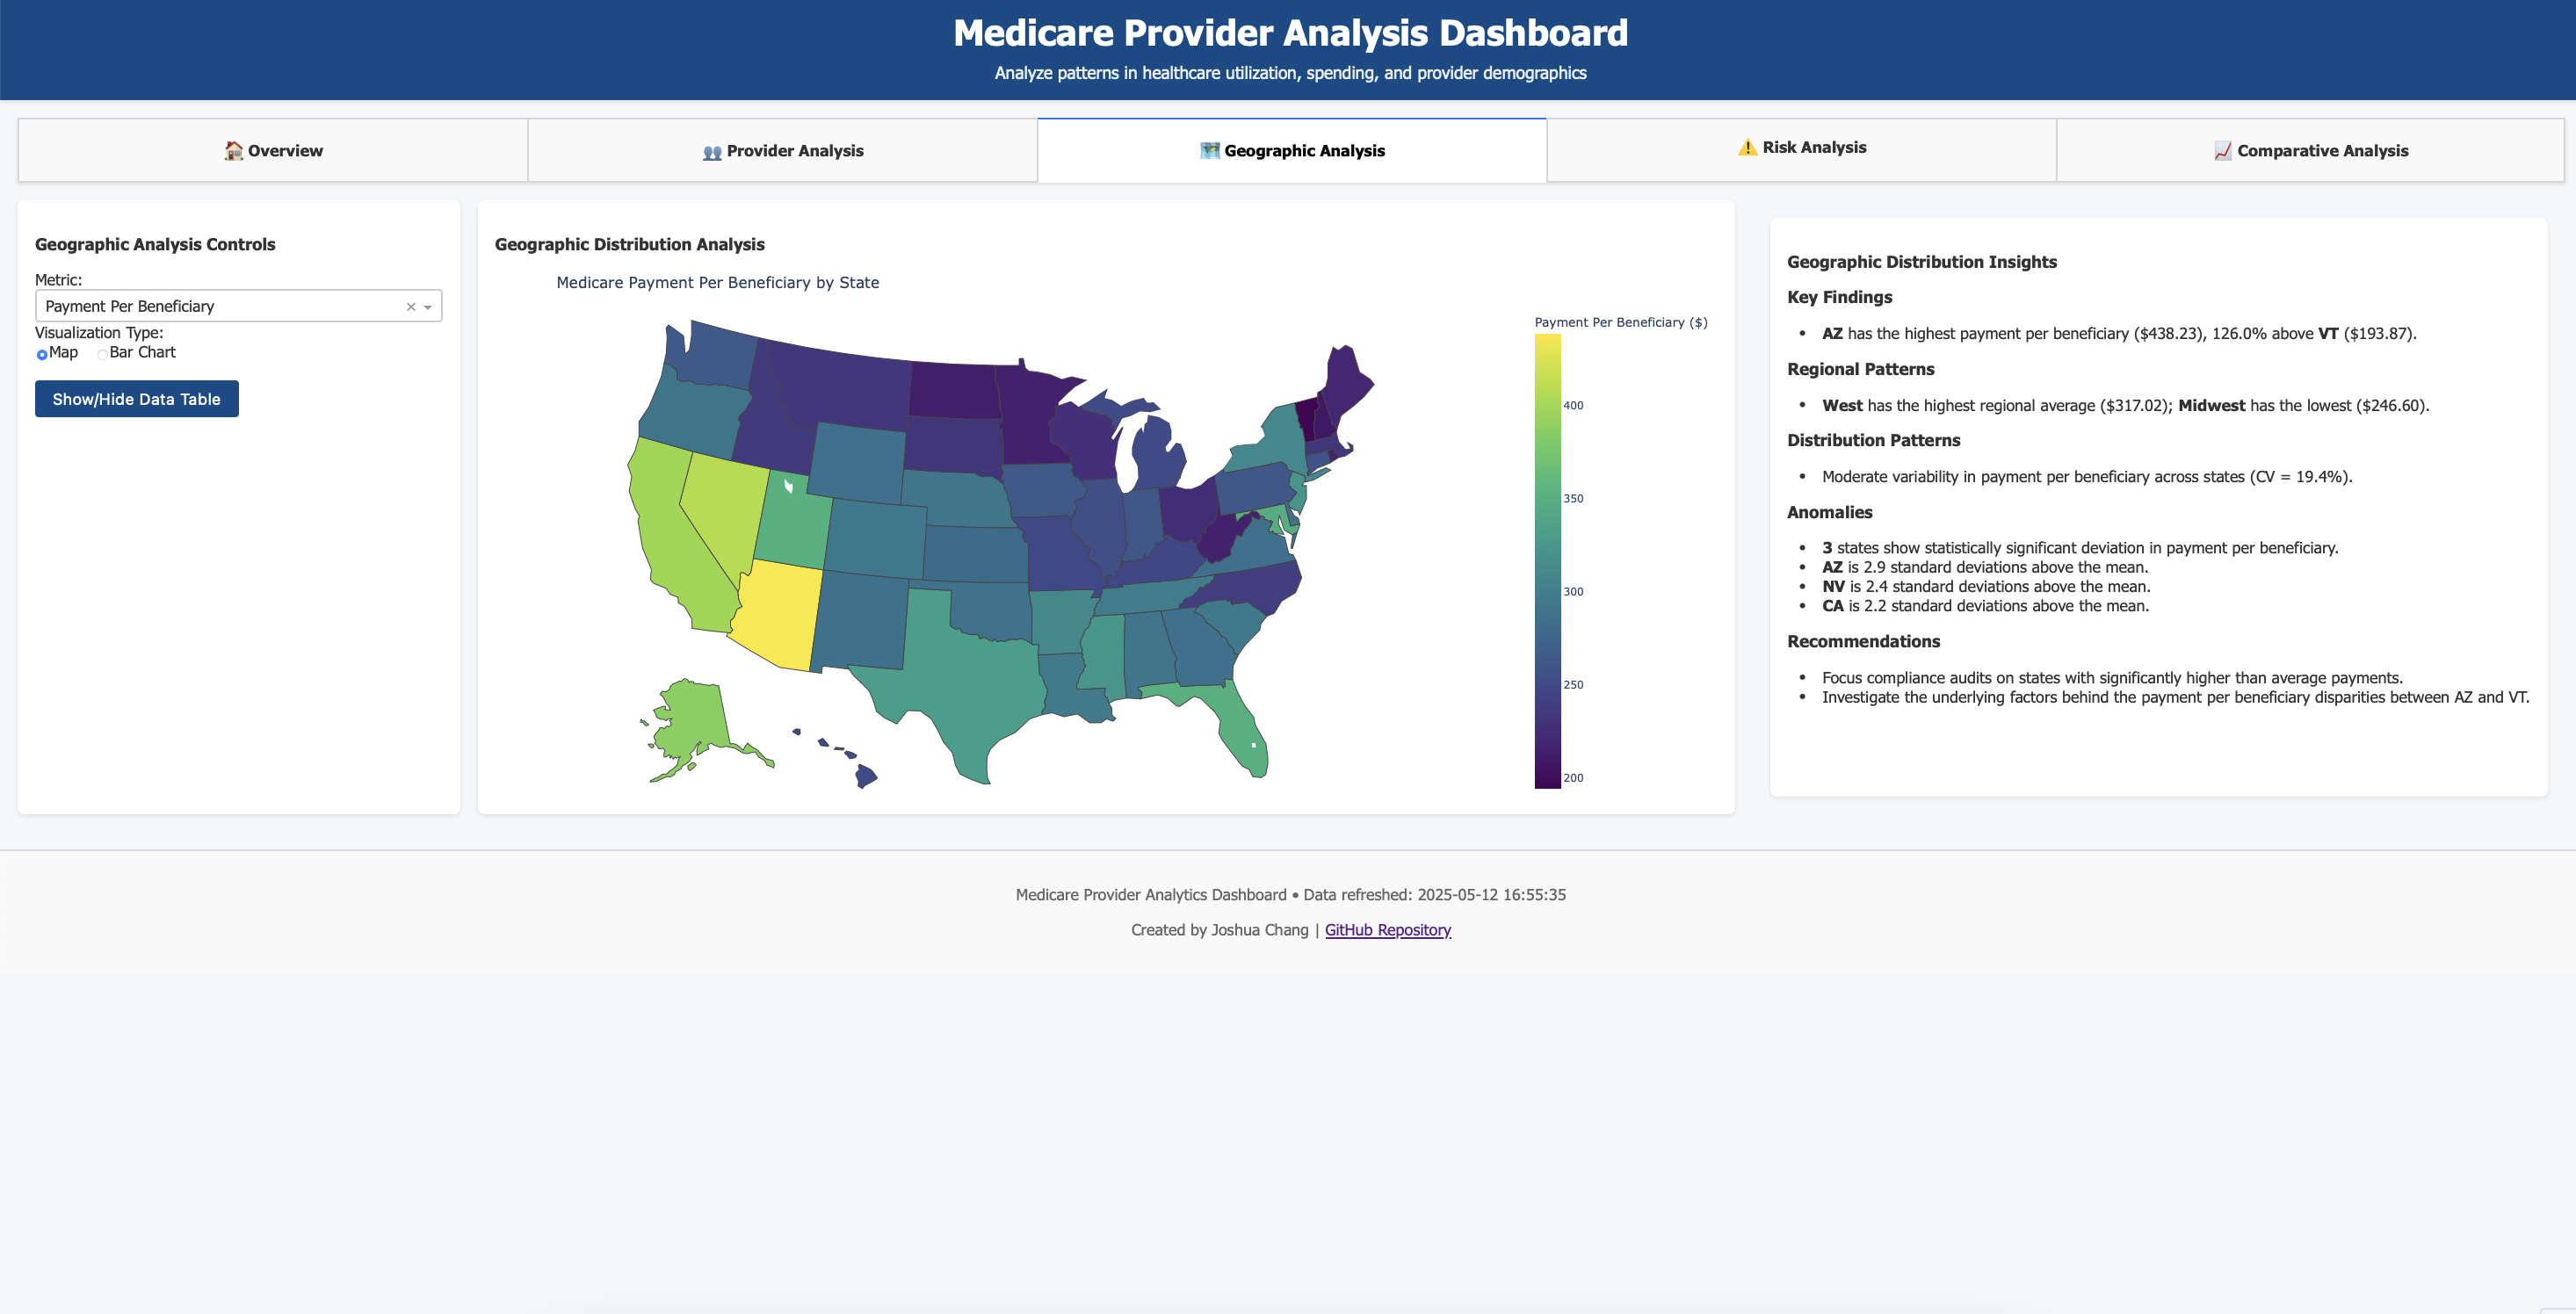 Medicare Provider Analysis Dashboard
Analyze patterns in healthcare utilization, spending, and provider demographics
Overview
Provider Analysis
Geographic Analysis
Risk Analysis
Comparative Analysis
Geographic Analysis Controls
Metric:
Payment Per Beneficiary
Visualization Type:
Map Bar Chart
Show/Hide Data Table
Geographic Distribution Analysis
Medicare Payment Per Beneficiary by State
Payment Per Beneficiary ($)
400
350
300
250
200
Geographic Distribution Insights
Key Findings
• AZ has the highest payment per beneficiary ($438.23), 126.0% above VT ($193.87).
Regional Patterns
• West has the highest regional average ($317.02); Midwest has the lowest ($246.60).
Distribution Patterns
• Moderate variability in payment per beneficiary across states (CV = 19.4%).
Anomalies
• 3 states show statistically significant deviation in payment per beneficiary.
• AZ is 2.9 standard deviations above the mean.
• NV is 2.4 standard deviations above the mean.
• CA is 2.2 standard deviations above the mean.
Recommendations
• Focus compliance audits on states with significantly higher than average payments.
• Investigate the underlying factors behind the payment per beneficiary disparities between AZ and VT.
Medicare Provider Analytics Dashboard • Data refreshed: 2025-05-12 16:55:35
Created by Joshua Chang | GitHub Repository